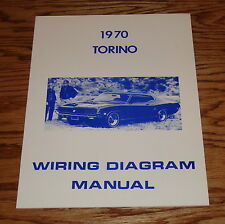 1970
TORINO
WIRING DIAGRAM
MANUAL